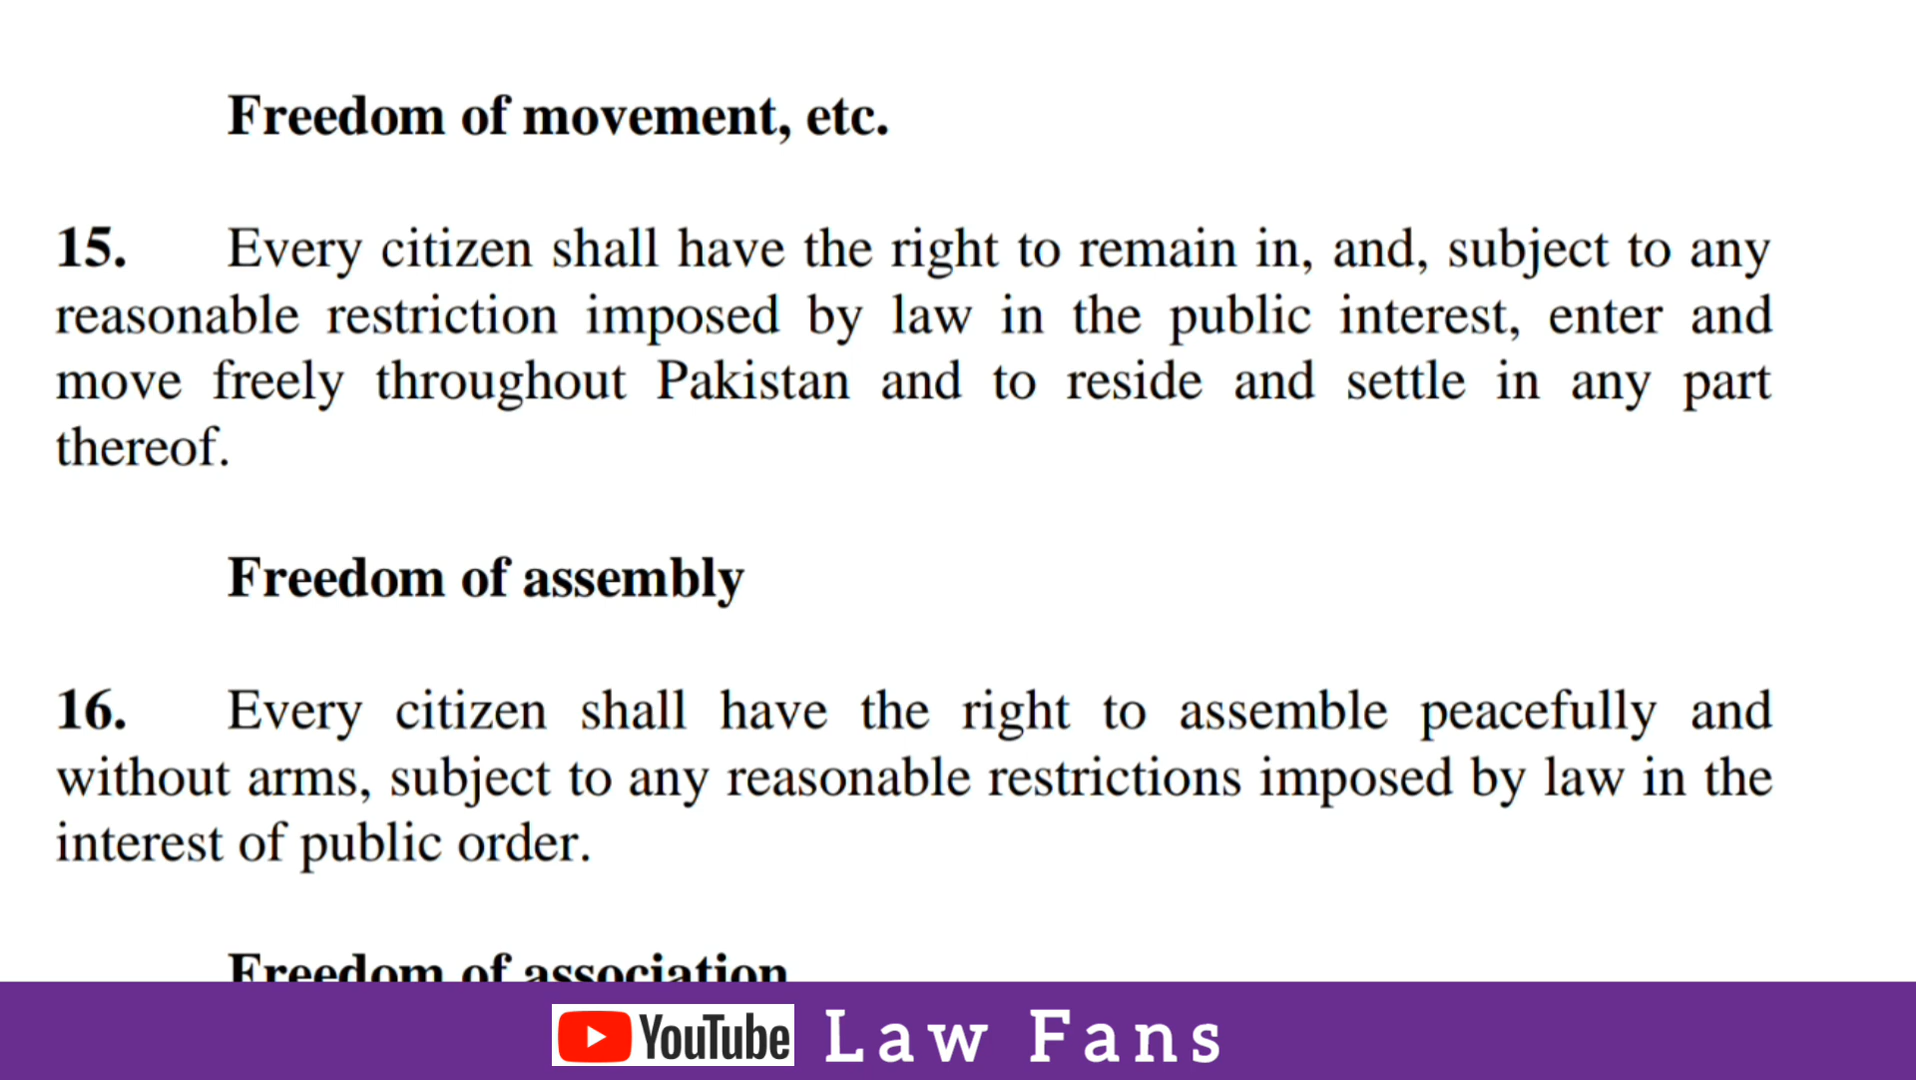 Freedom of movement, etc.
15. Every citizen shall have the right to remain in, and, subject to any
reasonable restriction imposed by law in the public interest, enter and
move freely throughout Pakistan and to reside and settle in any part
thereof.
Freedom of assembly
16. Every citizen shall have the right to assemble peacefully and
without arms, subject to any reasonable restrictions imposed by law in the
interest of public order.
Freedom of association
YouTube Law Fans